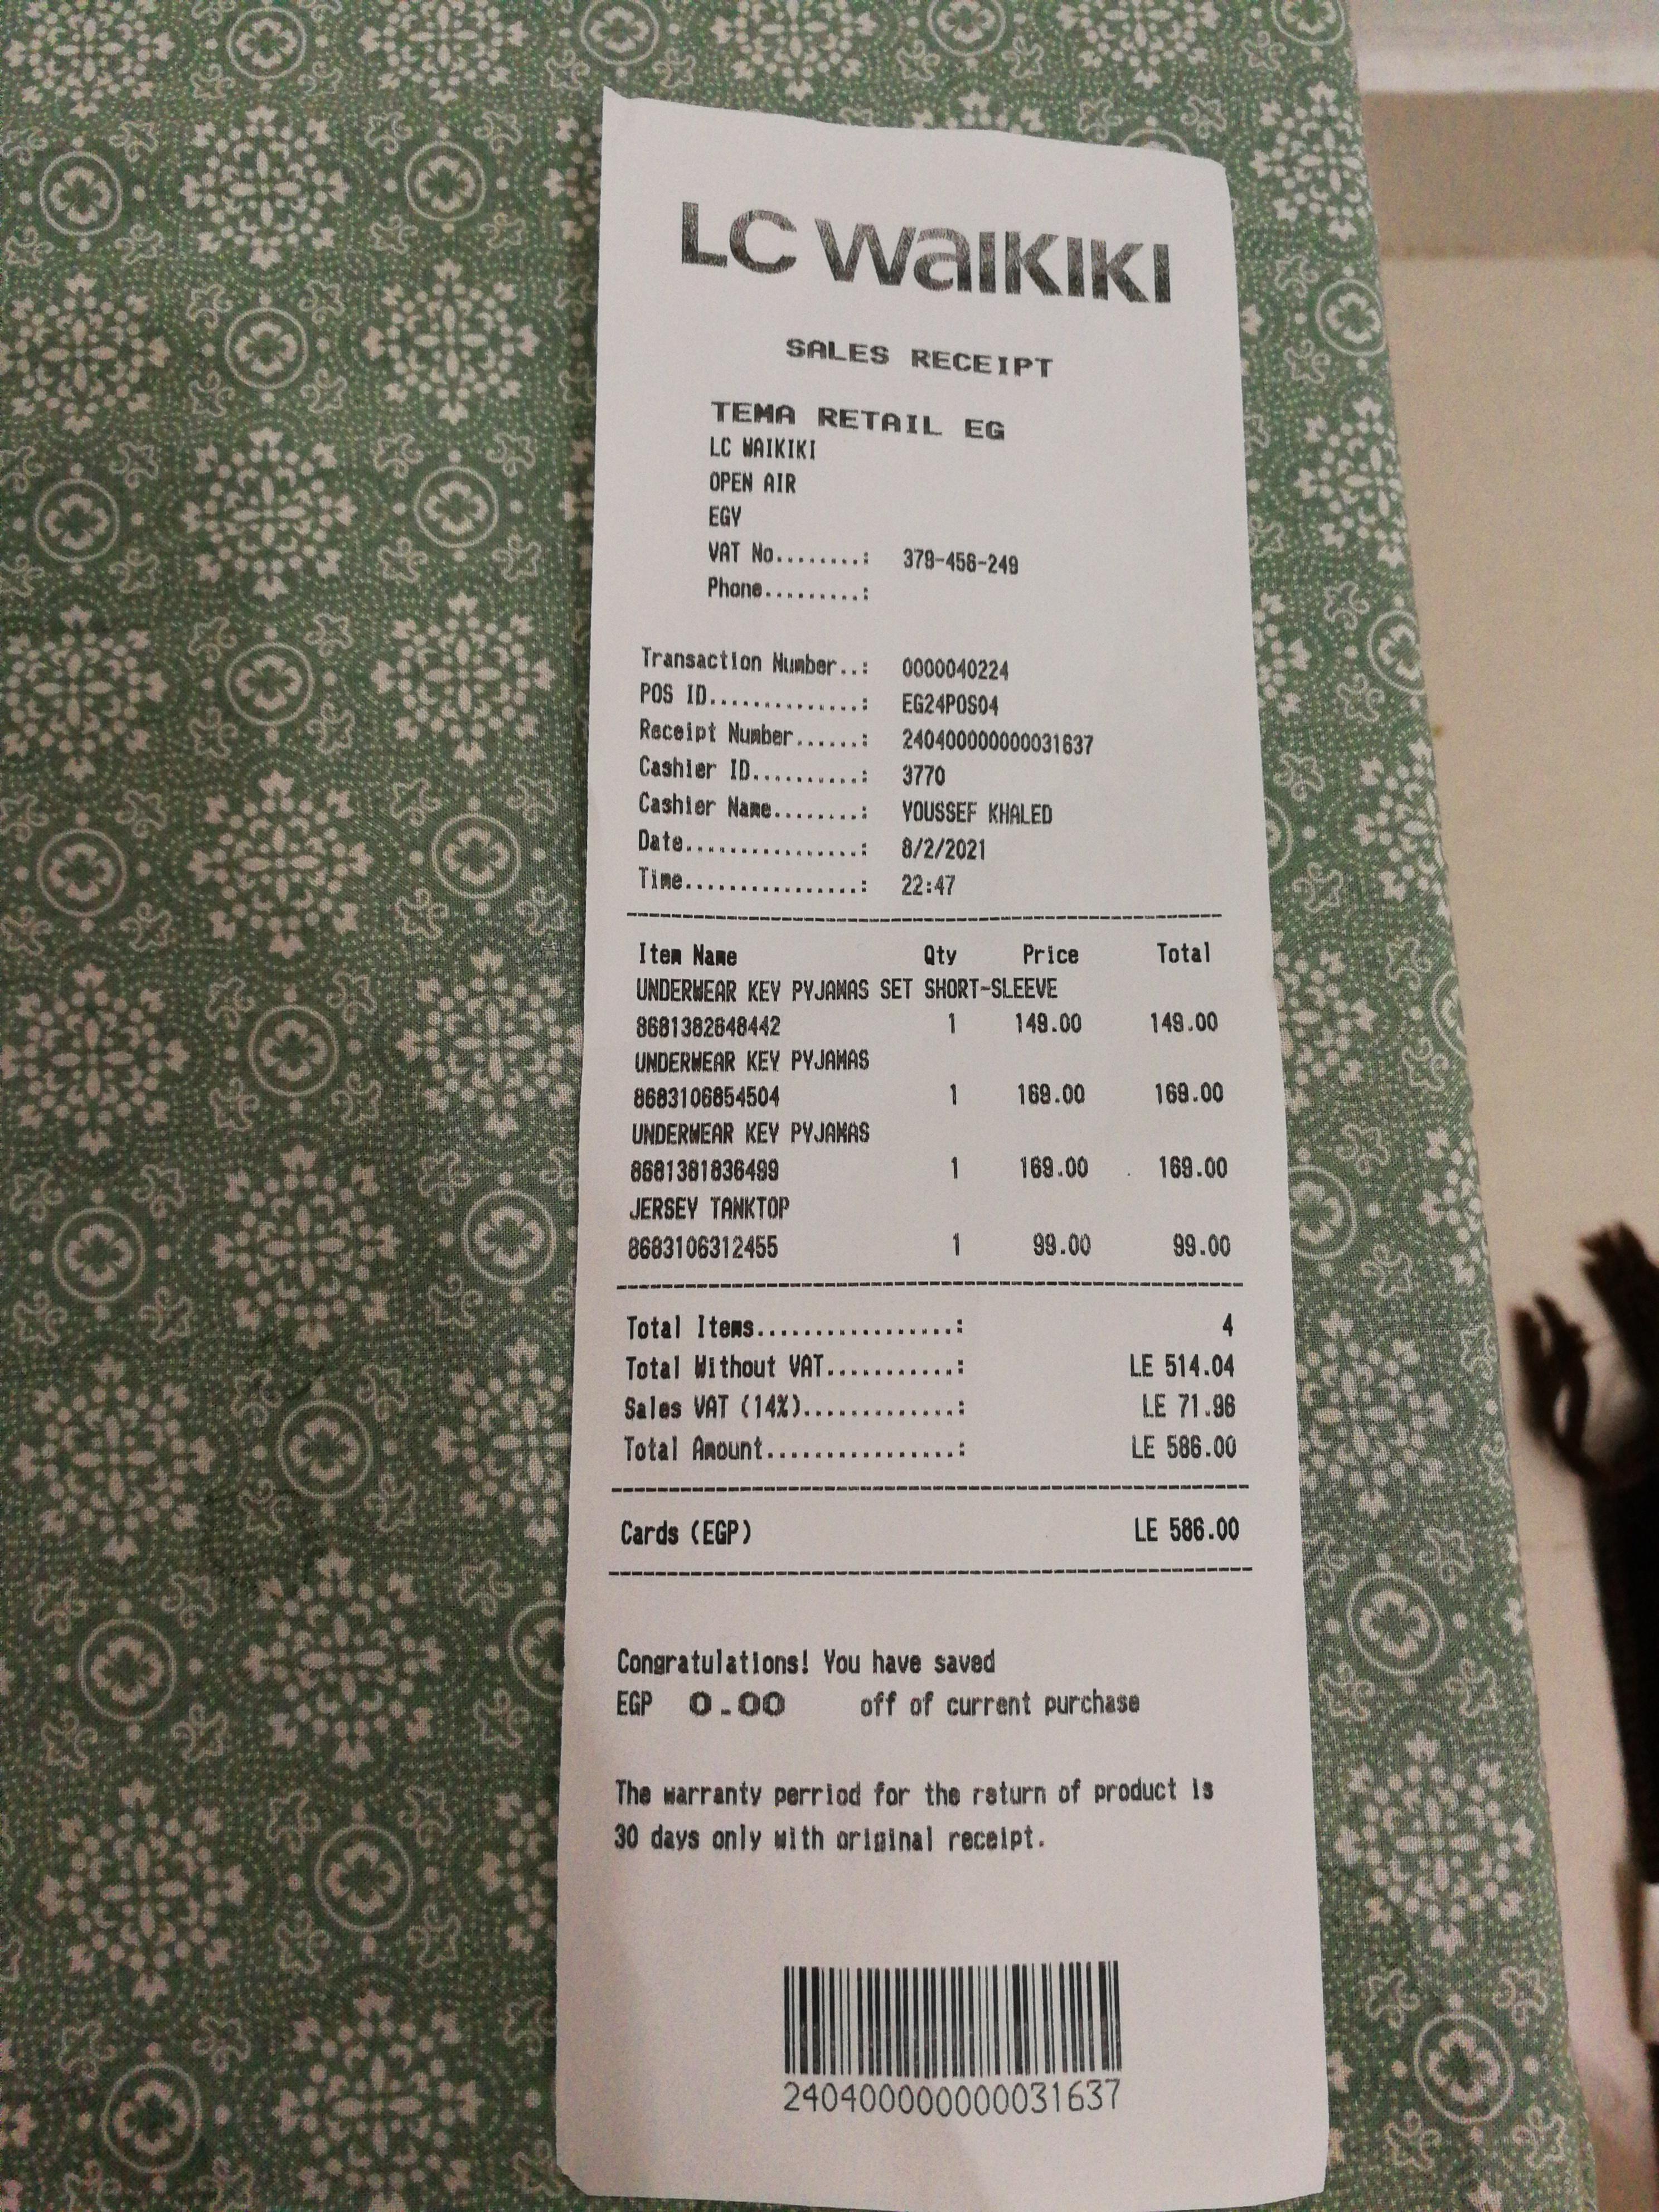 LC WAIKIKI
SALES RECEIPT
TEMA RETAIL EG
LC WAIKIKI
OPEN AIR
EGY
VAT No........: 379-456-249
Phone.........:
Transaction Number..: 0000040224
POS ID..............: EG24POS04
Receipt Number......: 240400000000031637
Cashier ID..........: 3770
Cashier Name........: YOUSSEF KHALED
Date................: 8/2/2021
Time................: 22:47
Item Name Qty Price Total
UNDERWEAR KEY PYJAMAS SET SHORT-SLEEVE
8681382648442 1 149.00 149.00
UNDERWEAR KEY PYJAMAS
8683106854504 1 169.00 169.00
UNDERWEAR KEY PYJAMAS
8681381836499 1 169.00 169.00
JERSEY TANKTOP
8683106312455 1 99.00 99.00
Total Items.................: 4
Total Without VAT...........: LE 514.04
Sales VAT (14%).............: LE 71.96
Total Amount................: LE 586.00
Cards (EGP) LE 586.00
Congratulations! You have saved
EGP 0.00 off of current purchase
The warranty perriod for the return of product is
30 days only with original receipt.
240400000000031637